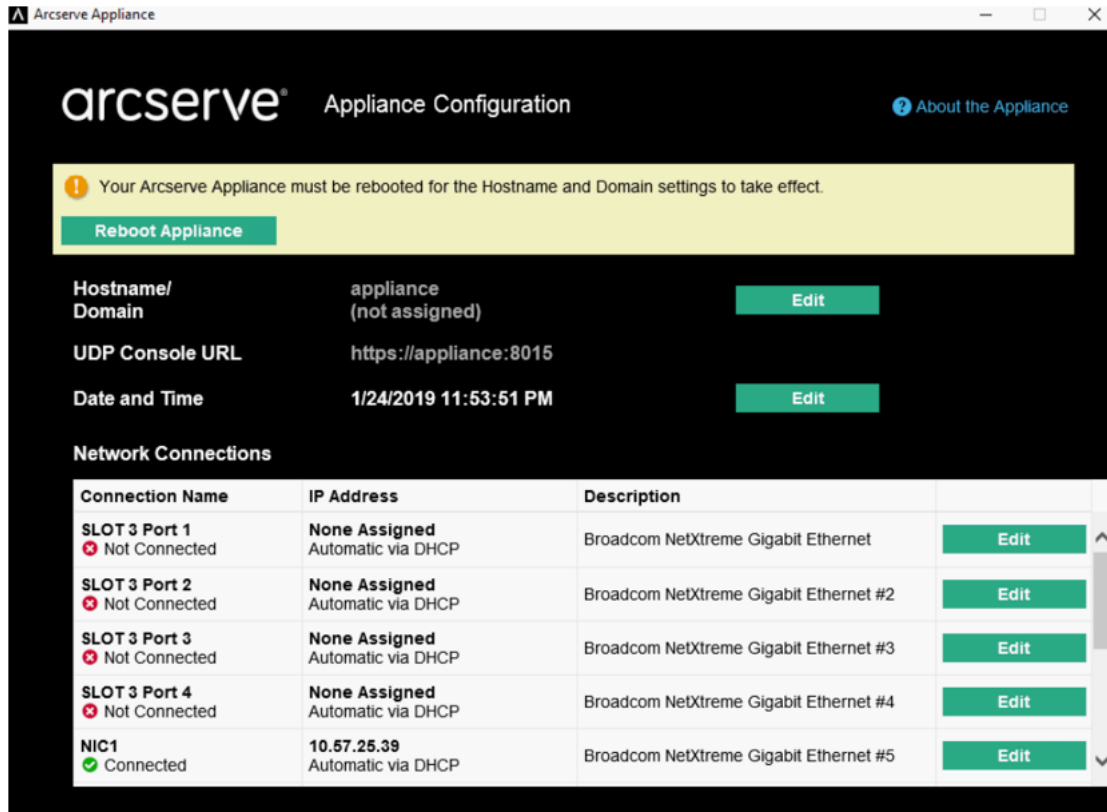 Arcserve Appliance
arcserve® Appliance Configuration
About the Appliance
Your Arcserve Appliance must be rebooted for the Hostname and Domain settings to take effect.
Reboot Appliance
Hostname/
Domain
appliance
(not assigned)
Edit
UDP Console URL
https://appliance:8015
Date and Time
1/24/2019 11:53:51 PM
Edit
Network Connections
Connection Name IP Address Description
SLOT 3 Port 1
Not Connected
None Assigned
Automatic via DHCP
Broadcom NetXtreme Gigabit Ethernet
Edit
SLOT 3 Port 2
Not Connected
None Assigned
Automatic via DHCP
Broadcom NetXtreme Gigabit Ethernet #2
Edit
SLOT 3 Port 3
Not Connected
None Assigned
Automatic via DHCP
Broadcom NetXtreme Gigabit Ethernet #3
Edit
SLOT 3 Port 4
Not Connected
None Assigned
Automatic via DHCP
Broadcom NetXtreme Gigabit Ethernet #4
Edit
NIC1
Connected
10.57.25.39
Automatic via DHCP
Broadcom NetXtreme Gigabit Ethernet #5
Edit